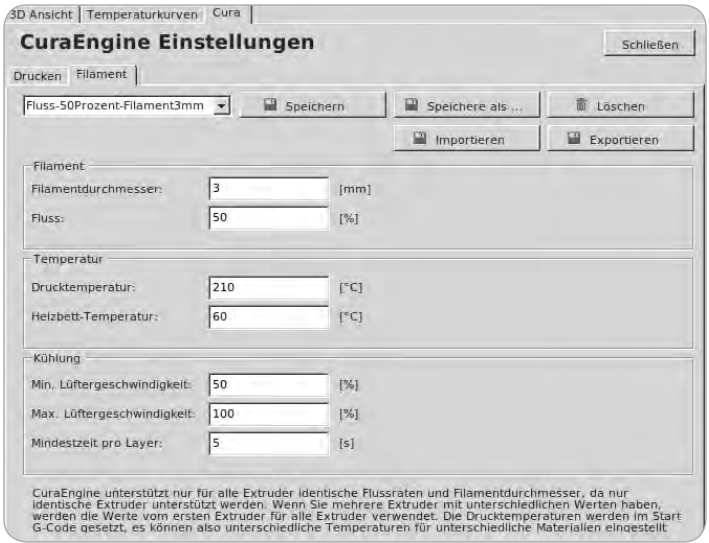 3D Ansicht Temperaturkurven Cura
CuraEngine Einstellungen
Schließen
Drucken Filament
Fluss-50Prozent-Filament3mm Speichern Speichere als ... Löschen
Importieren Exportieren
Filament
Filamentdurchmesser: 3 [mm]
Fluss: 50 [%]
Temperatur
Drucktemperatur: 210 [°C]
Heizbett-Temperatur: 60 [°C]
Kühlung
Min. Lüftergeschwindigkeit: 50 [%]
Max. Lüftergeschwindigkeit: 100 [%]
Mindestzeit pro Layer: 5 [s]
CuraEngine unterstützt nur für alle Extruder identische Flussraten und Filamentdurchmesser, da nur
identische Extruder unterstützt werden. Wenn Sie mehrere Extruder mit unterschiedlichen Werten haben,
werden die Werte vom ersten Extruder für alle Extruder verwendet. Die Drucktemperaturen werden im Start
G-Code gesetzt, es können also unterschiedliche Temperaturen für unterschiedliche Materialien eingestellt